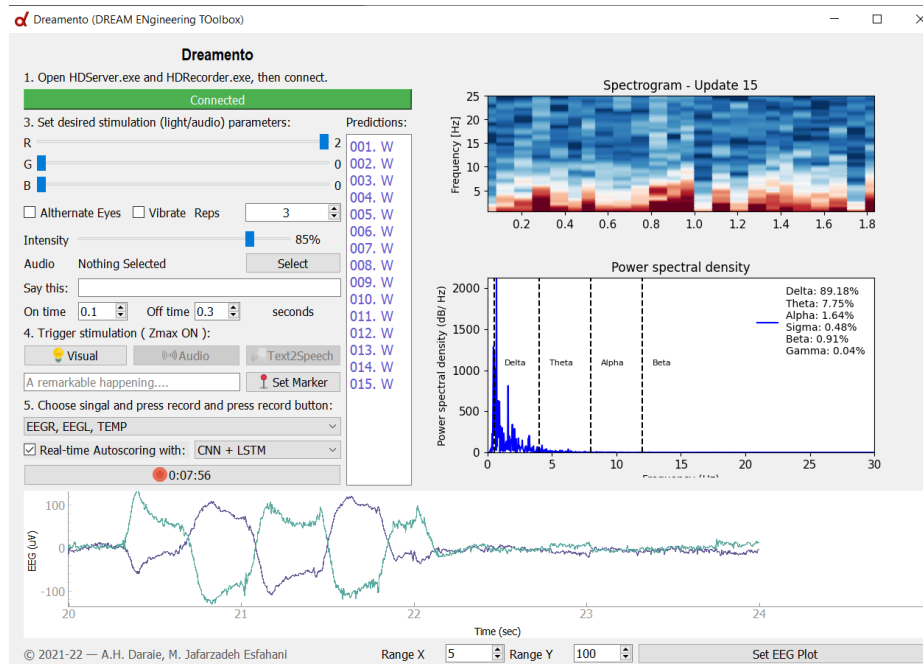 Dreamento (DREAM ENgineering TOolbox)
Dreamento
1. Open HDServer.exe and HDRecorder.exe, then connect.
Connected
3. Set desired stimulation (light/audio) parameters:
R 2
G 0
B 0
Althernate Eyes Vibrate Reps 3
Intensity 85%
Audio Nothing Selected Select
Say this:
On time 0.1 Off time 0.3 seconds
4. Trigger stimulation ( Zmax ON ):
Visual Audio Text2Speech
A remarkable happening.... Set Marker
5. Choose singal and press record and press record button:
EEGR, EEGL, TEMP
Real-time Autoscoring with: CNN + LSTM
0:07:56
Predictions:
001. W
002. W
003. W
004. W
005. W
006. W
007. W
008. W
009. W
010. W
011. W
012. W
013. W
014. W
015. W
Spectrogram - Update 15
Frequency [Hz]
25
20
15
10
5
0.2 0.4 0.6 0.8 1.0 1.2 1.4 1.6 1.8
Power spectral density
Power spectral density (dB/ Hz)
2000
1500
1000
500
0
Delta Theta Alpha Beta
Delta: 89.18%
Theta: 7.75%
Alpha: 1.64%
Sigma: 0.48%
Beta: 0.91%
Gamma: 0.04%
0 5 10 15 20 25 30
Frequency (Hz)
EEG (uV)
100
0
-100
20 21 22 23 24
Time (sec)
© 2021-22 — A.H. Daraie, M. Jafarzadeh Esfahani
Range X 5 Range Y 100 Set EEG Plot